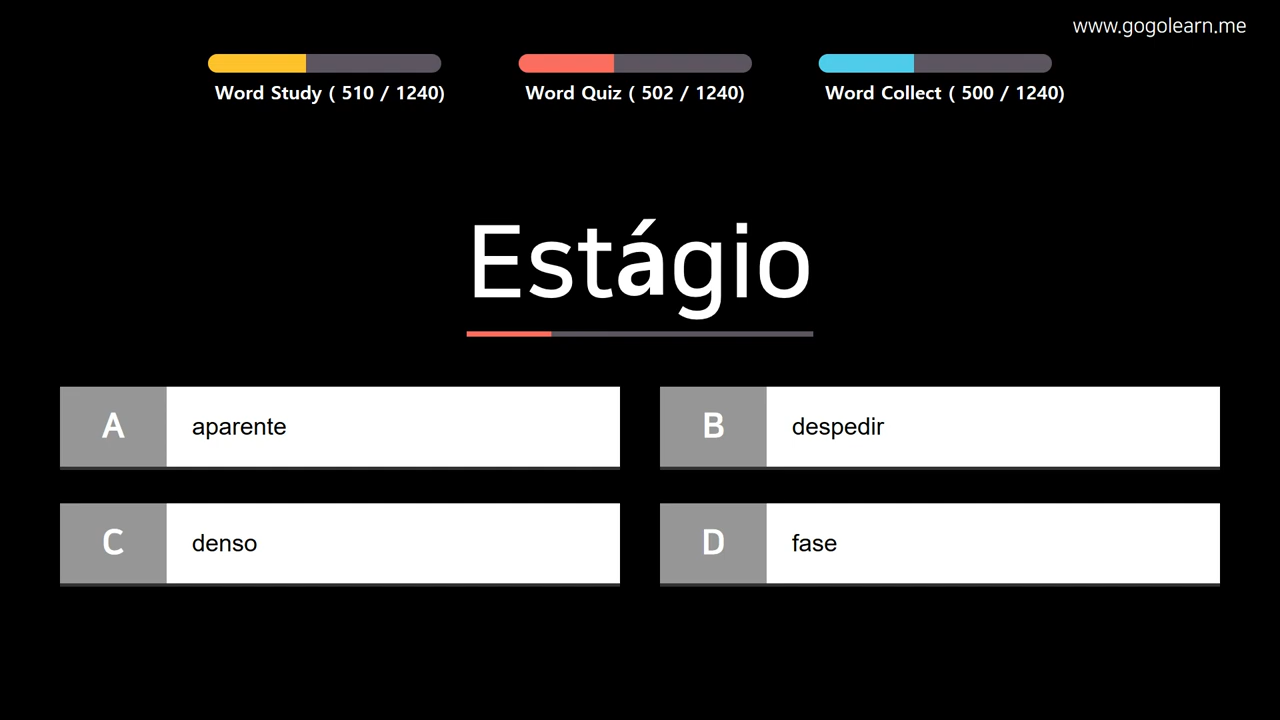 www.gogolearn.me
Word Study ( 510 / 1240)
Word Quiz ( 502 / 1240)
Word Collect ( 500 / 1240)
Estágio
A aparente
B despedir
C denso
D fase